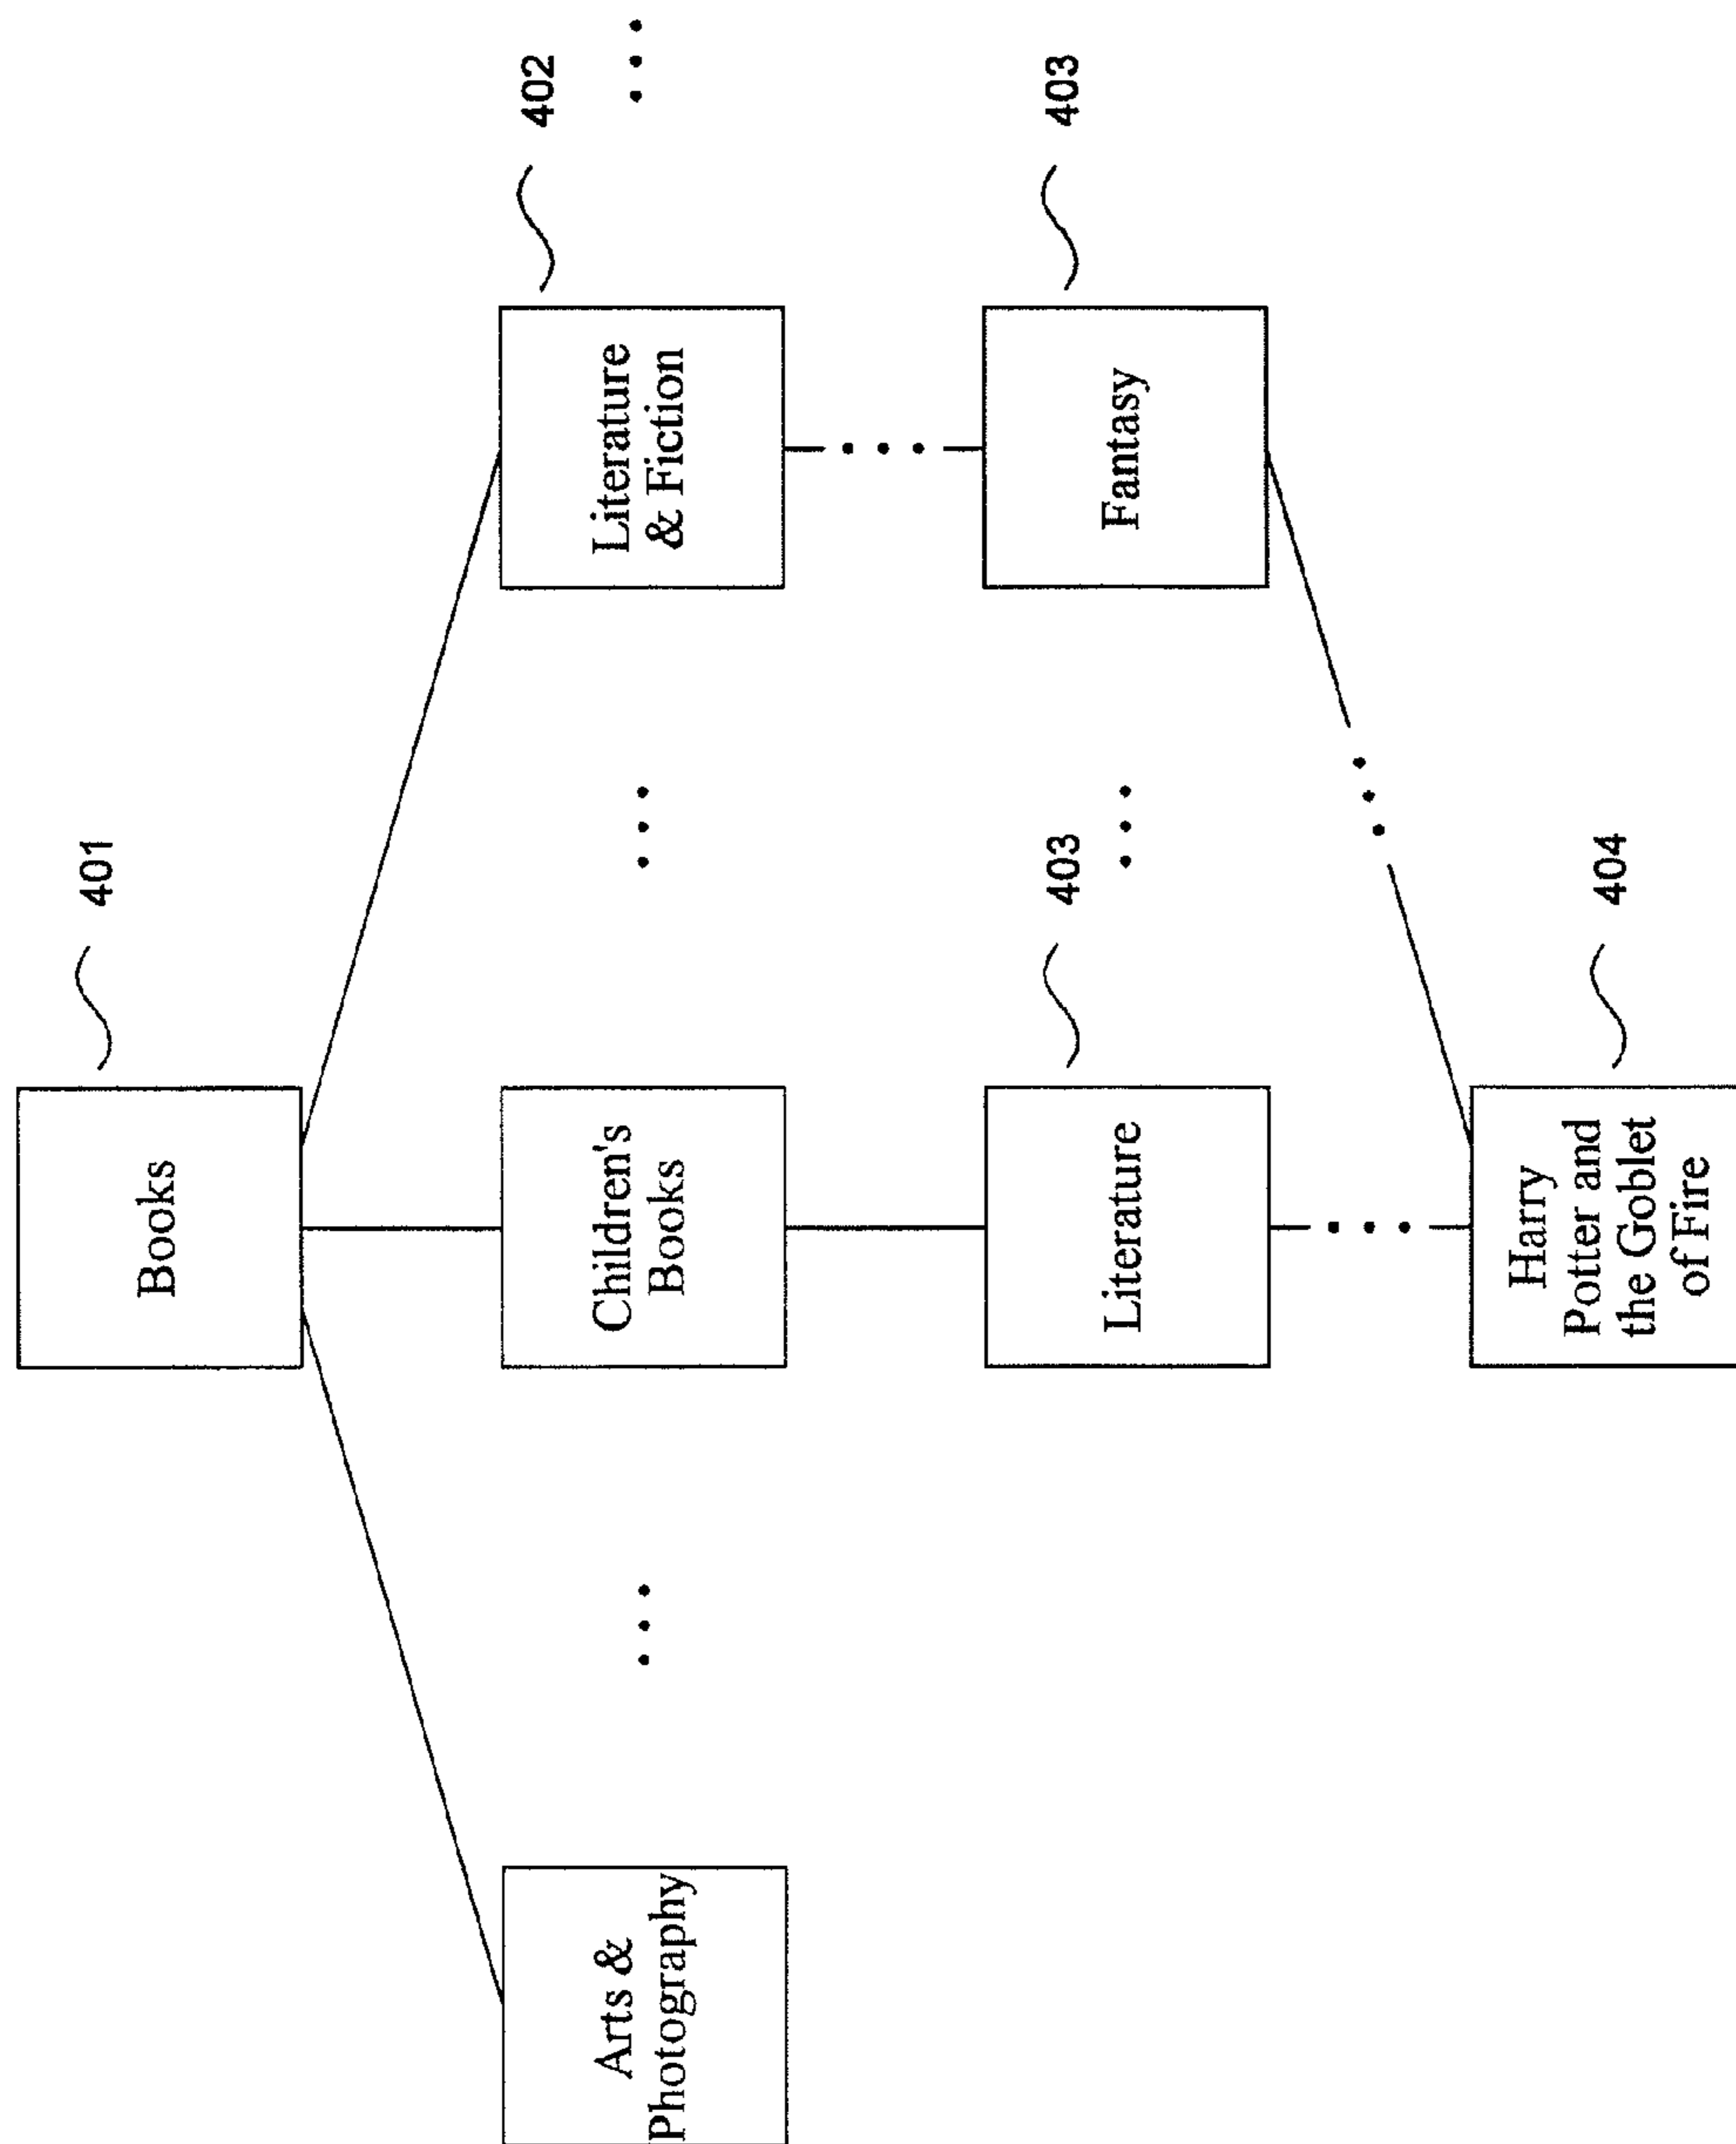 401
Books
402
Arts &
Photography
Children's
Books
Literature
& Fiction
403
403
Literature
Fantasy
404
Harry
Potter and
the Goblet
of Fire